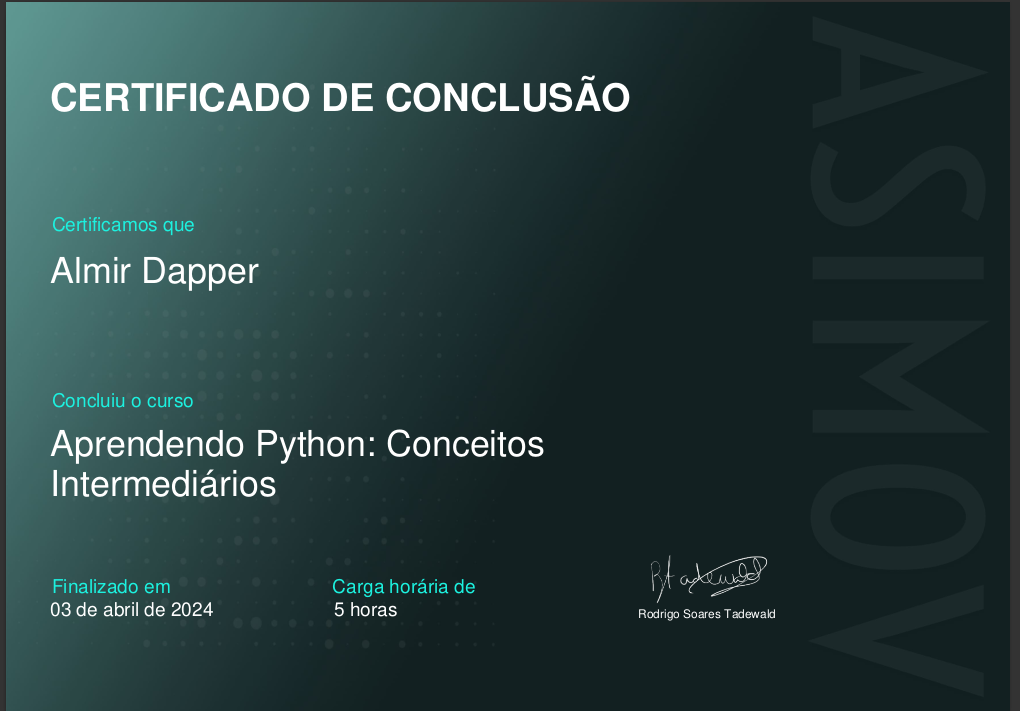 CERTIFICADO DE CONCLUSÃO
Certificamos que
Almir Dapper
Concluiu o curso
Aprendendo Python: Conceitos
Intermediários
Finalizado em
03 de abril de 2024
Carga horária de
5 horas
Rodrigo Soares Tadewald
ASIMOV